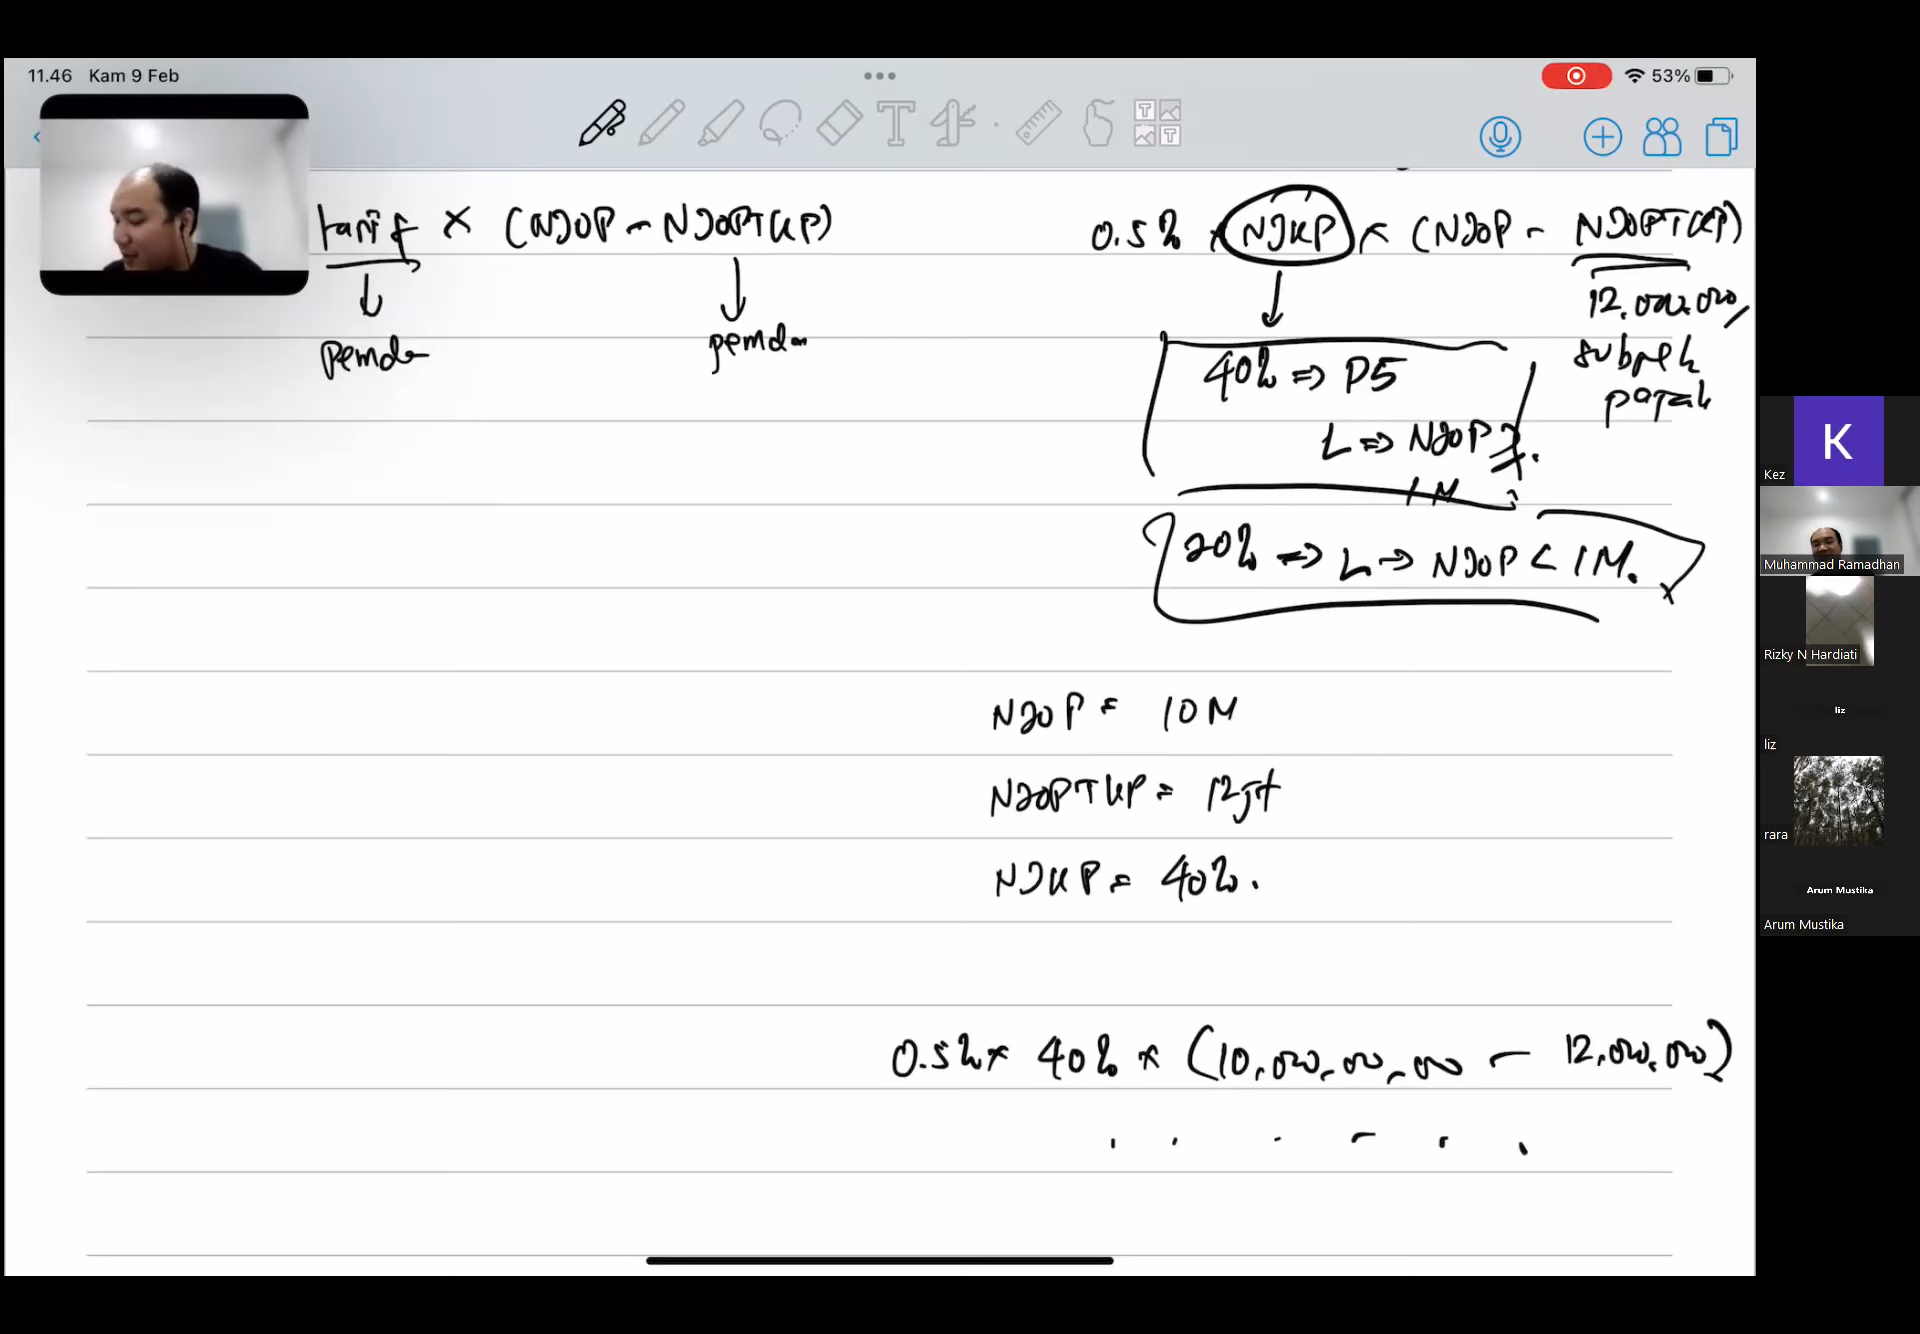 11.46 Kam 9 Feb
53%
tarif × (NJOP - NJOPTKP)
pemda
pemda
0.5% × NJKP × (NJOP - NJOPTKP)
12.000.000,
subjek
pajak
40% => P5
L => NJOP ≥
1M
20% => L -> NJOP < 1M.
NJOP = 10M
NJOPTKP = 12jt
NJKP = 40%.
0.5% × 40% × (10,000,000,000 - 12,000,000)
K
Kez
Muhammad Ramadhan
Rizky N Hardiati
liz
liz
rara
Arum Mustika
Arum Mustika